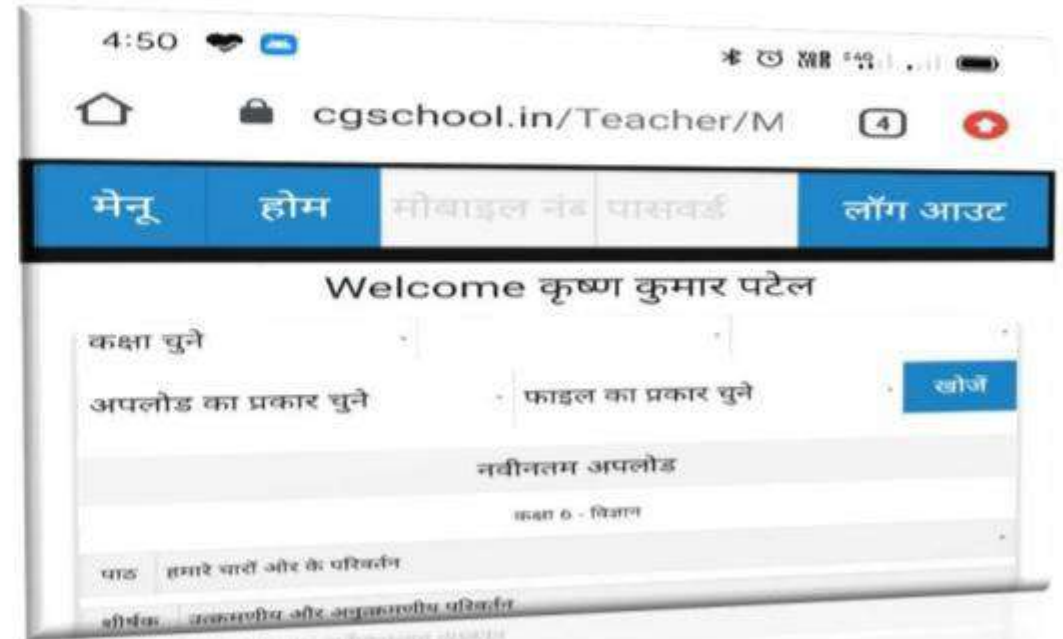 4:50
cgschool.in/Teacher/M 4
मेनू होम मोबाइल नंब पासवर्ड लॉग आउट
Welcome कृष्ण कुमार पटेल
कक्षा चुने
अपलोड का प्रकार चुने फाइल का प्रकार चुने खोजें
नवीनतम अपलोड
कक्षा 6 - विज्ञान
पाठ हमारे चारों ओर के परिवर्तन
शीर्षक उत्क्रमणीय और अनुत्क्रमणीय परिवर्तन